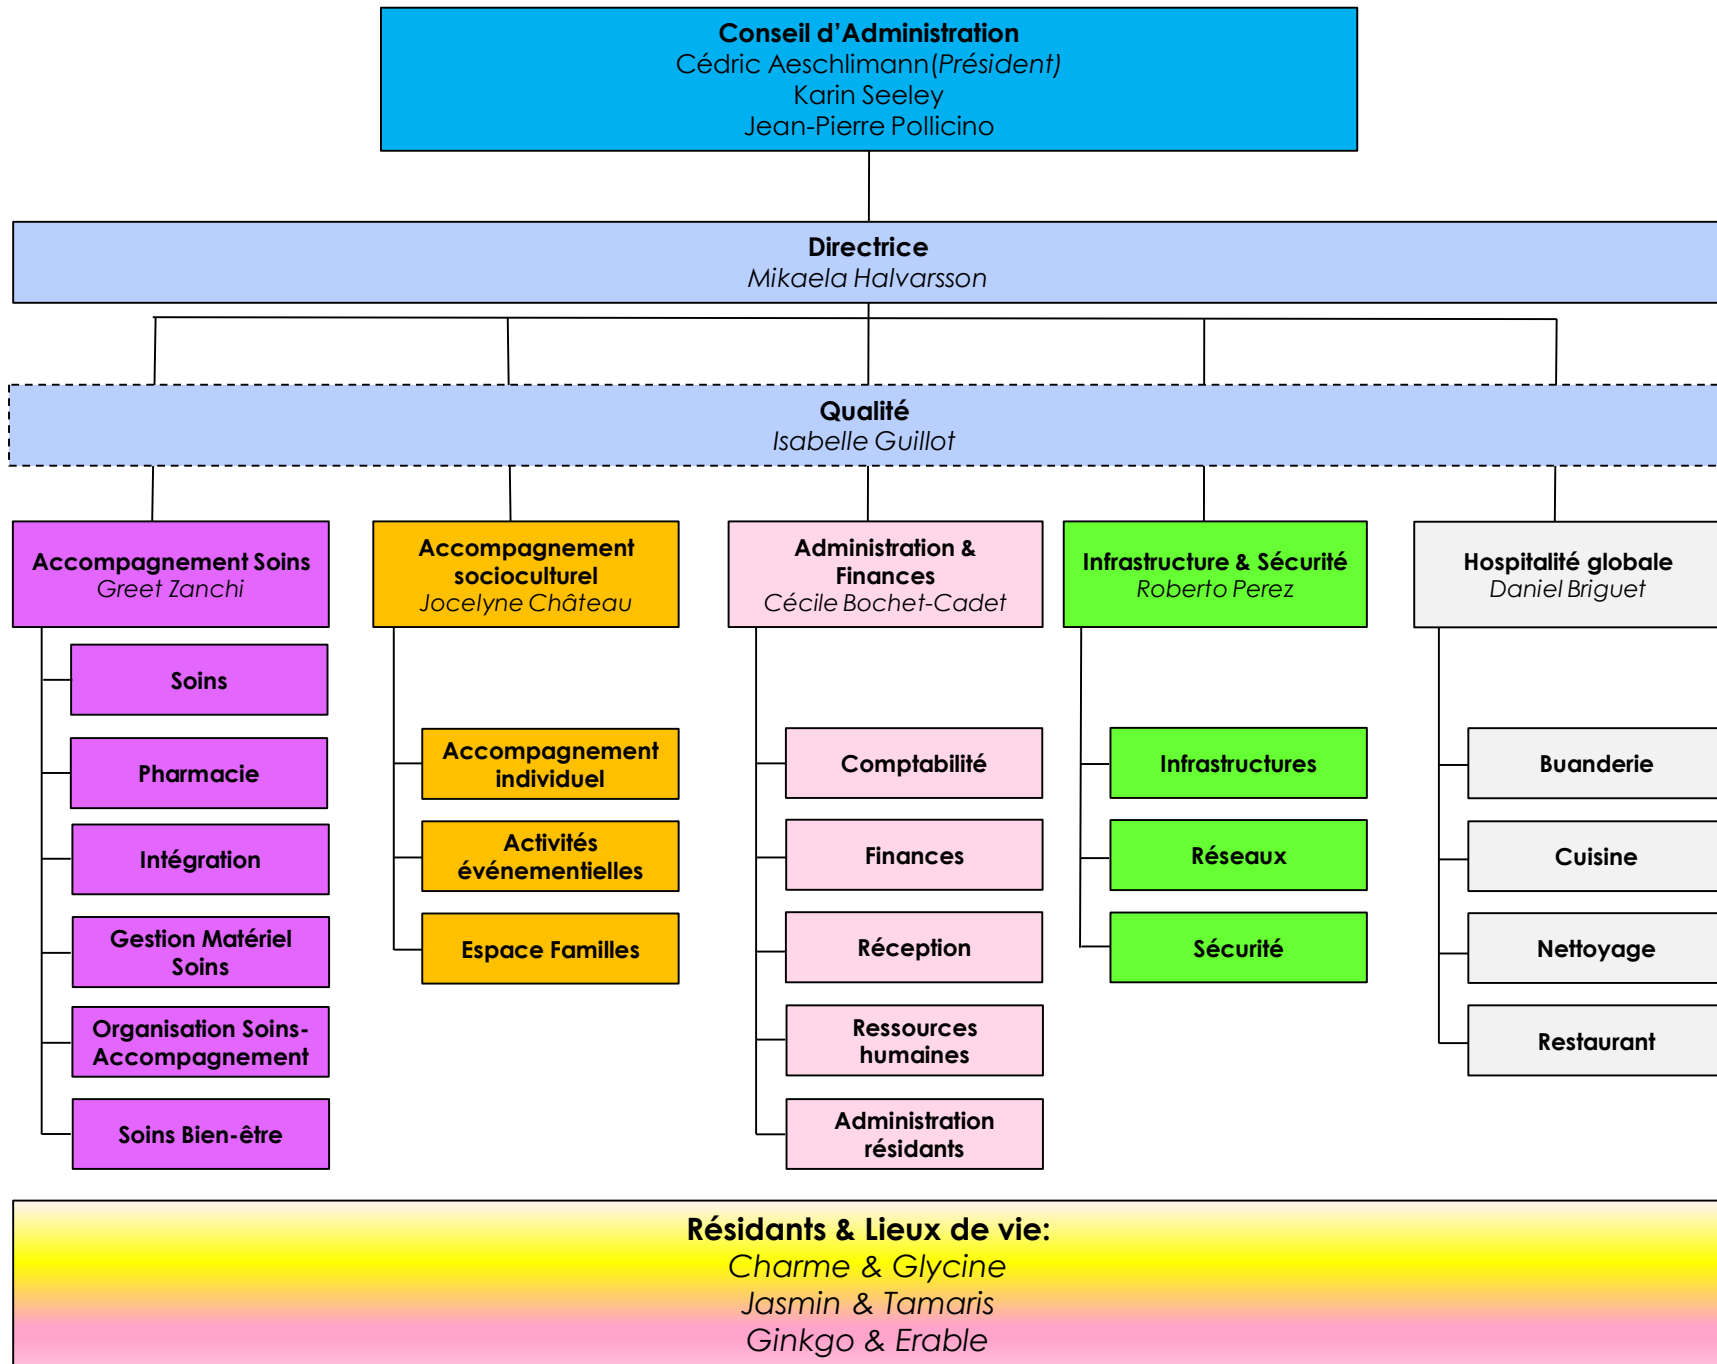 Conseil d’Administration
Cédric Aeschlimann(Président)
Karin Seeley
Jean-Pierre Pollicino
Directrice
Mikaela Halvarsson
Qualité
Isabelle Guillot
Accompagnement Soins
Greet Zanchi
Soins
Pharmacie
Intégration
Gestion Matériel
Soins
Organisation Soins-
Accompagnement
Soins Bien-être
Accompagnement
socioculturel
Jocelyne Château
Accompagnement
individuel
Activités
événementielles
Espace Familles
Administration &
Finances
Cécile Bochet-Cadet
Comptabilité
Finances
Réception
Ressources
humaines
Administration
résidants
Infrastructure & Sécurité
Roberto Perez
Infrastructures
Réseaux
Sécurité
Hospitalité globale
Daniel Briguet
Buanderie
Cuisine
Nettoyage
Restaurant
Résidants & Lieux de vie:
Charme & Glycine
Jasmin & Tamaris
Ginkgo & Erable